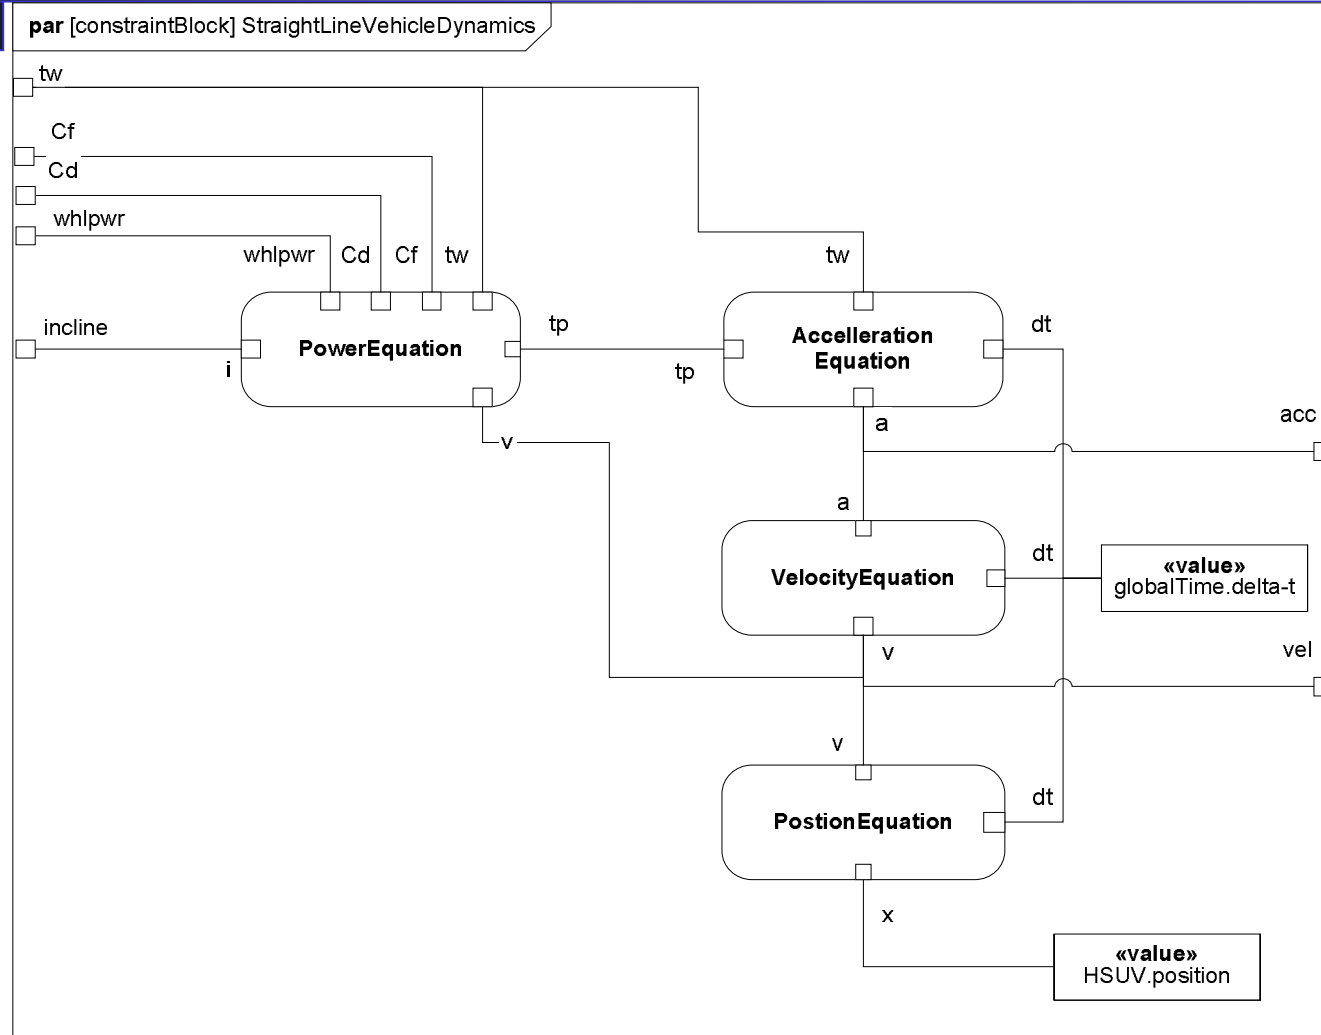 par [constraintBlock] StraightLineVehicleDynamics
tw
Cf
Cd
whlpwr
whlpwr Cd Cf tw
tw
incline
i
PowerEquation
tp
tp
Accelleration
Equation
dt
v
a
acc
a
VelocityEquation
dt
«value»
globalTime.delta-t
v
vel
v
PostionEquation
dt
x
«value»
HSUV.position